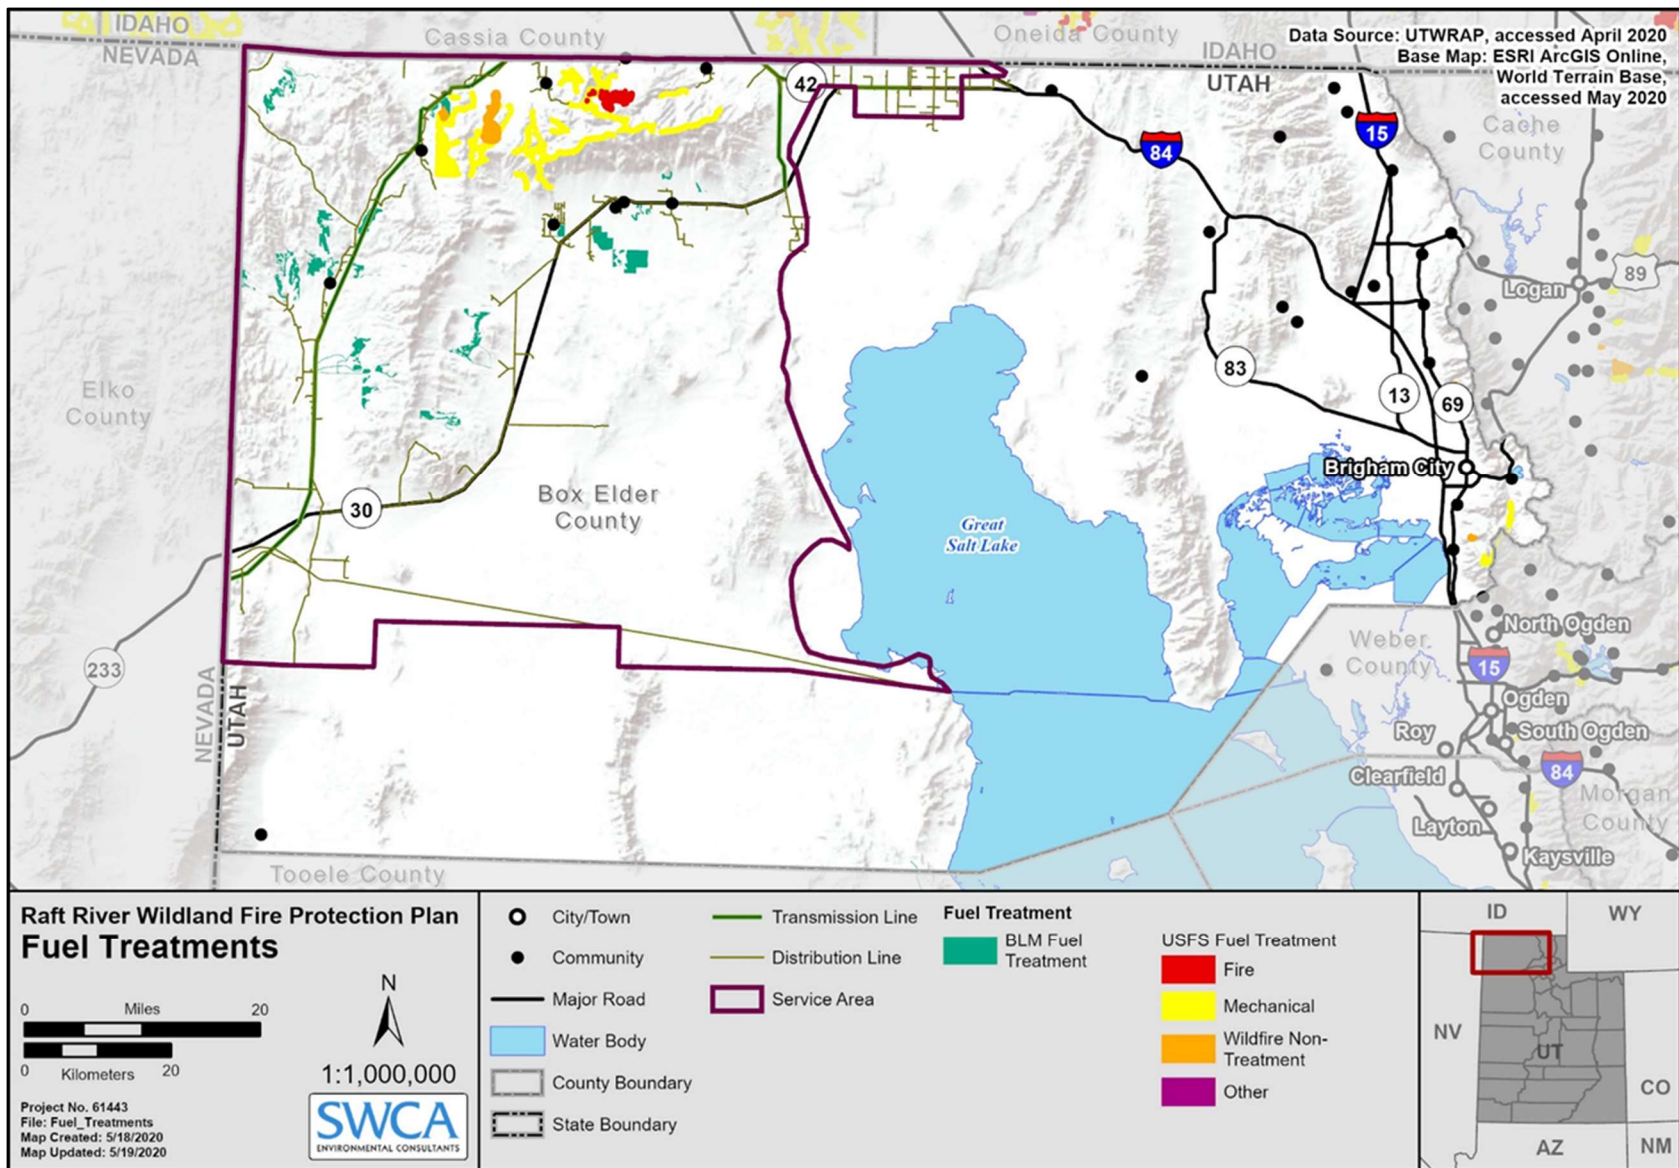 IDAHO
NEVADA
Cassia County
Oneida County
IDAHO
UTAH
Data Source: UTWRAP, accessed April 2020
Base Map: ESRI ArcGIS Online,
World Terrain Base,
accessed May 2020
42
84
15
Cache
County
89
Logan
Elko
County
83
13
69
Brigham City
Box Elder
County
30
Great
Salt Lake
233
NEVADA
UTAH
Weber
County
North Ogden
15
Ogden
Roy
South Ogden
Clearfield
84
Morgan
County
Layton
Kaysville
Tooele County
Raft River Wildland Fire Protection Plan
Fuel Treatments
0 Miles 20
0 Kilometers 20
N
1:1,000,000
Project No. 61443
File: Fuel_Treatments
Map Created: 5/18/2020
Map Updated: 5/19/2020
SWCA
ENVIRONMENTAL CONSULTANTS
City/Town
Community
Major Road
Water Body
County Boundary
State Boundary
Transmission Line
Distribution Line
Service Area
Fuel Treatment
BLM Fuel
Treatment
USFS Fuel Treatment
Fire
Mechanical
Wildfire Non-
Treatment
Other
ID
WY
NV
UT
CO
AZ
NM